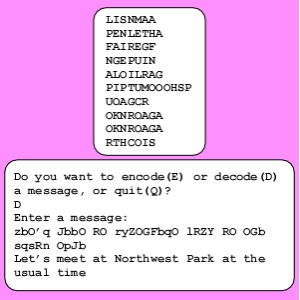 LISNMAA
PENLETHA
FAIREGF
NGEPUIN
ALOILRAG
PIPTUMOOOHSP
UOAGCR
OKNROAGA
OKNROAGA
RTHCOIS
Do you want to encode(E) or decode(D)
a message, or quit(Q)?
D
Enter a message:
zbO'q JbbO RO ryZOGFbqO lRZY RO OGb
sqsRn OpJb
Let's meet at Northwest Park at the
usual time